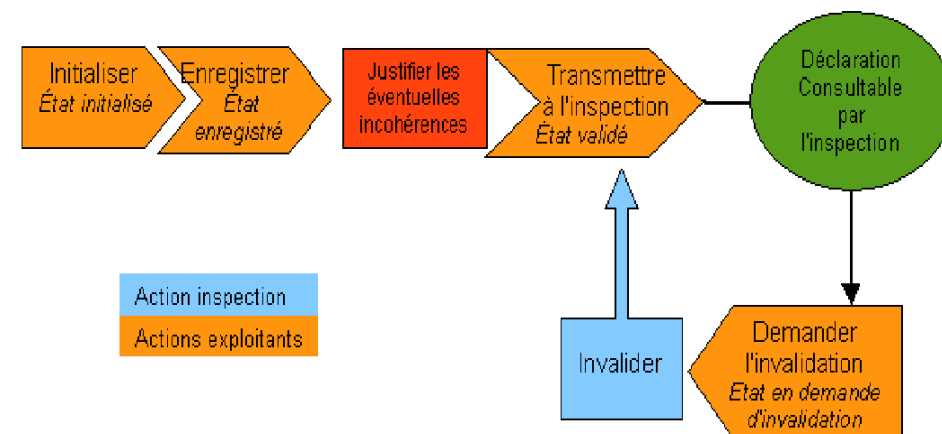 Initialiser
État initialisé
Enregistrer
État
enregistré
Justifier les
éventuelles
incohérences
Transmettre
à l'inspection
État validé
Déclaration
Consultable
par
l'inspection
Action inspection
Actions exploitants
Invalider
Demander
l'invalidation
Etat en demande
d'invalidation